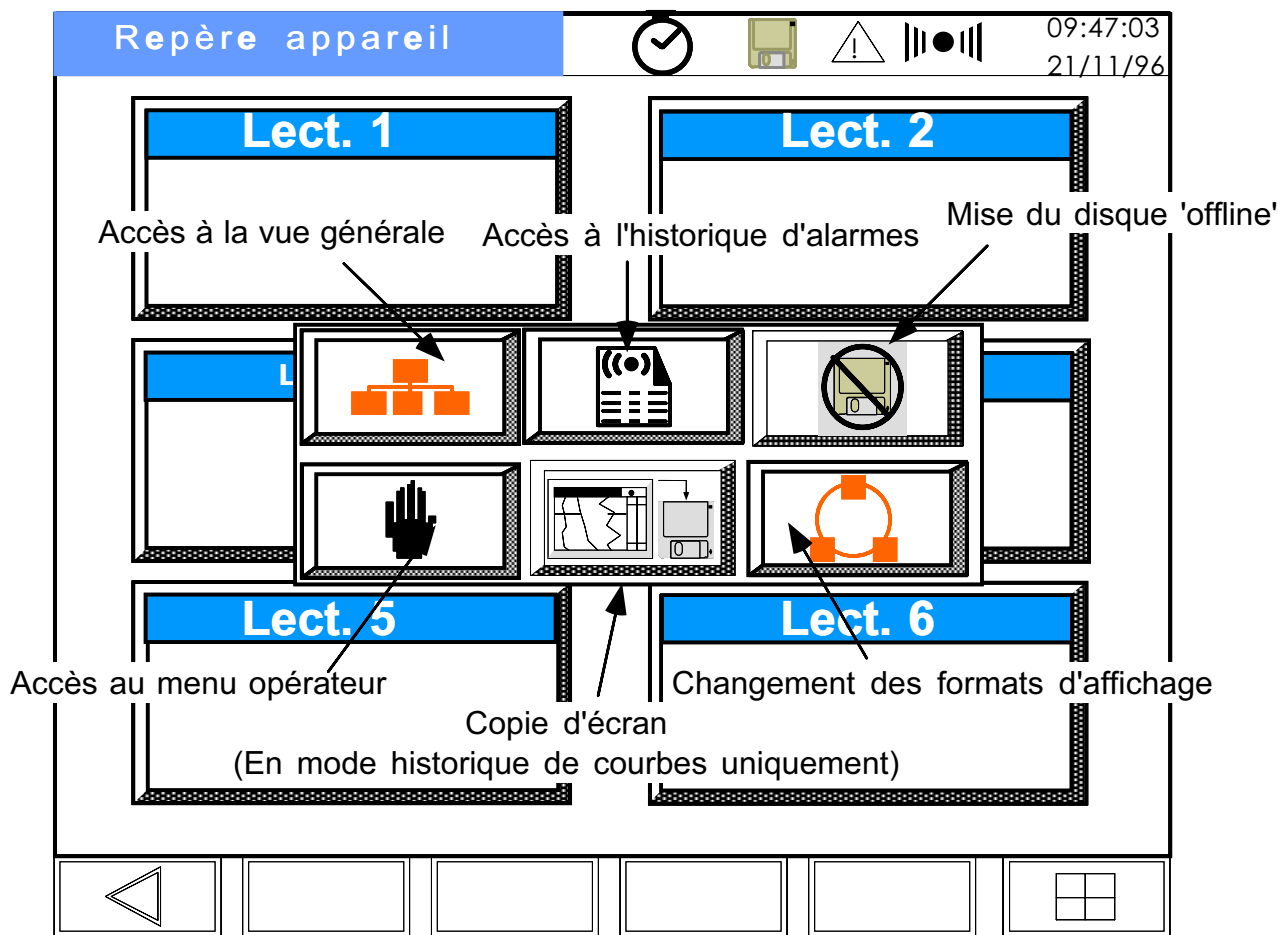 Repère appareil
09:47:03
21/11/96
Lect. 1
Lect. 2
Accès à la vue générale
Accès à l'historique d'alarmes
Mise du disque 'offline'
L
Lect. 5
Lect. 6
Accès au menu opérateur
Changement des formats d'affichage
Copie d'écran
(En mode historique de courbes uniquement)